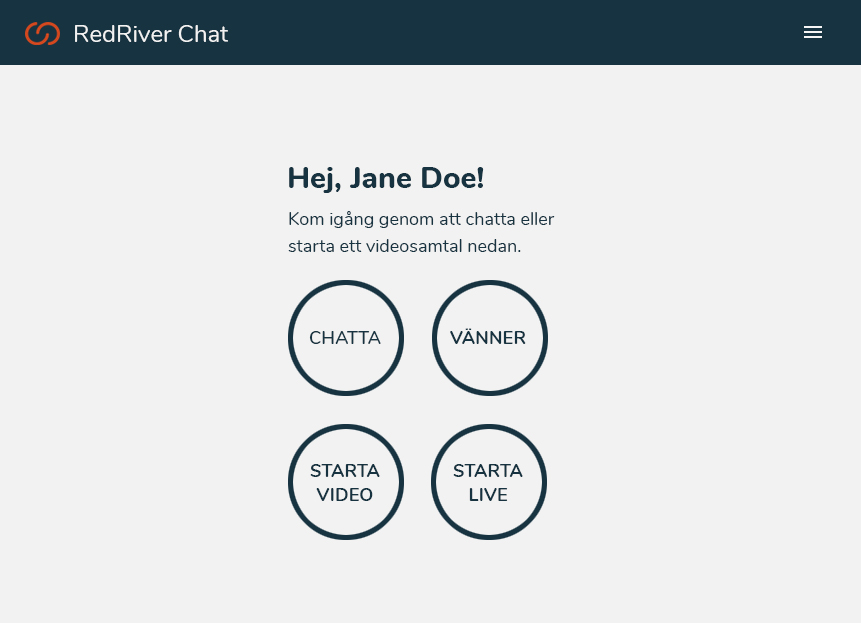 RedRiver Chat
Hej, Jane Doe!
Kom igång genom att chatta eller
starta ett videosamtal nedan.
CHATTA
VÄNNER
STARTA
VIDEO
STARTA
LIVE